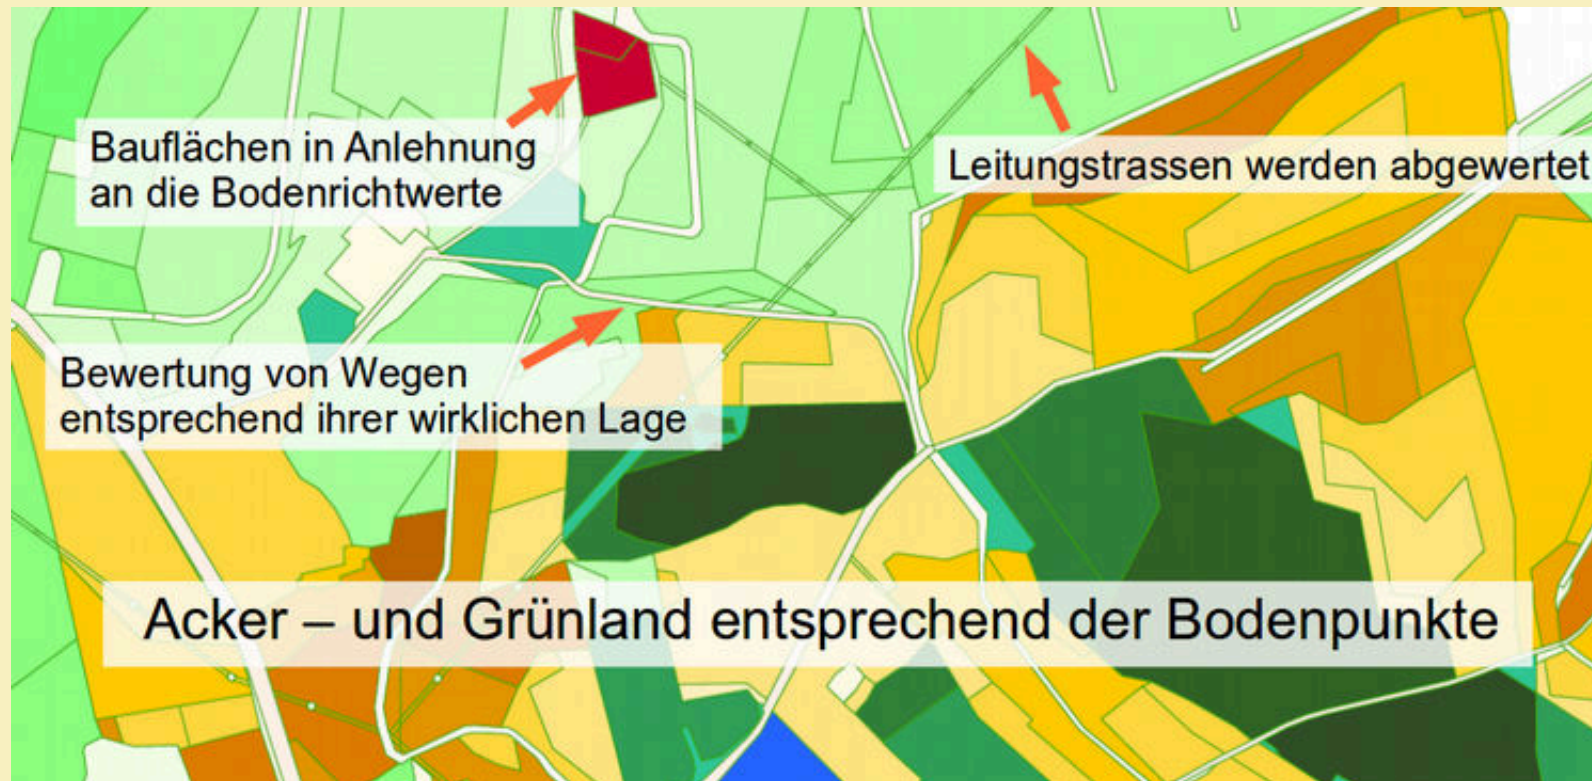 Bauflächen in Anlehnung
an die Bodenrichtwerte
Leitungstrassen werden abgewertet
Bewertung von Wegen
entsprechend ihrer wirklichen Lage
Acker – und Grünland entsprechend der Bodenpunkte